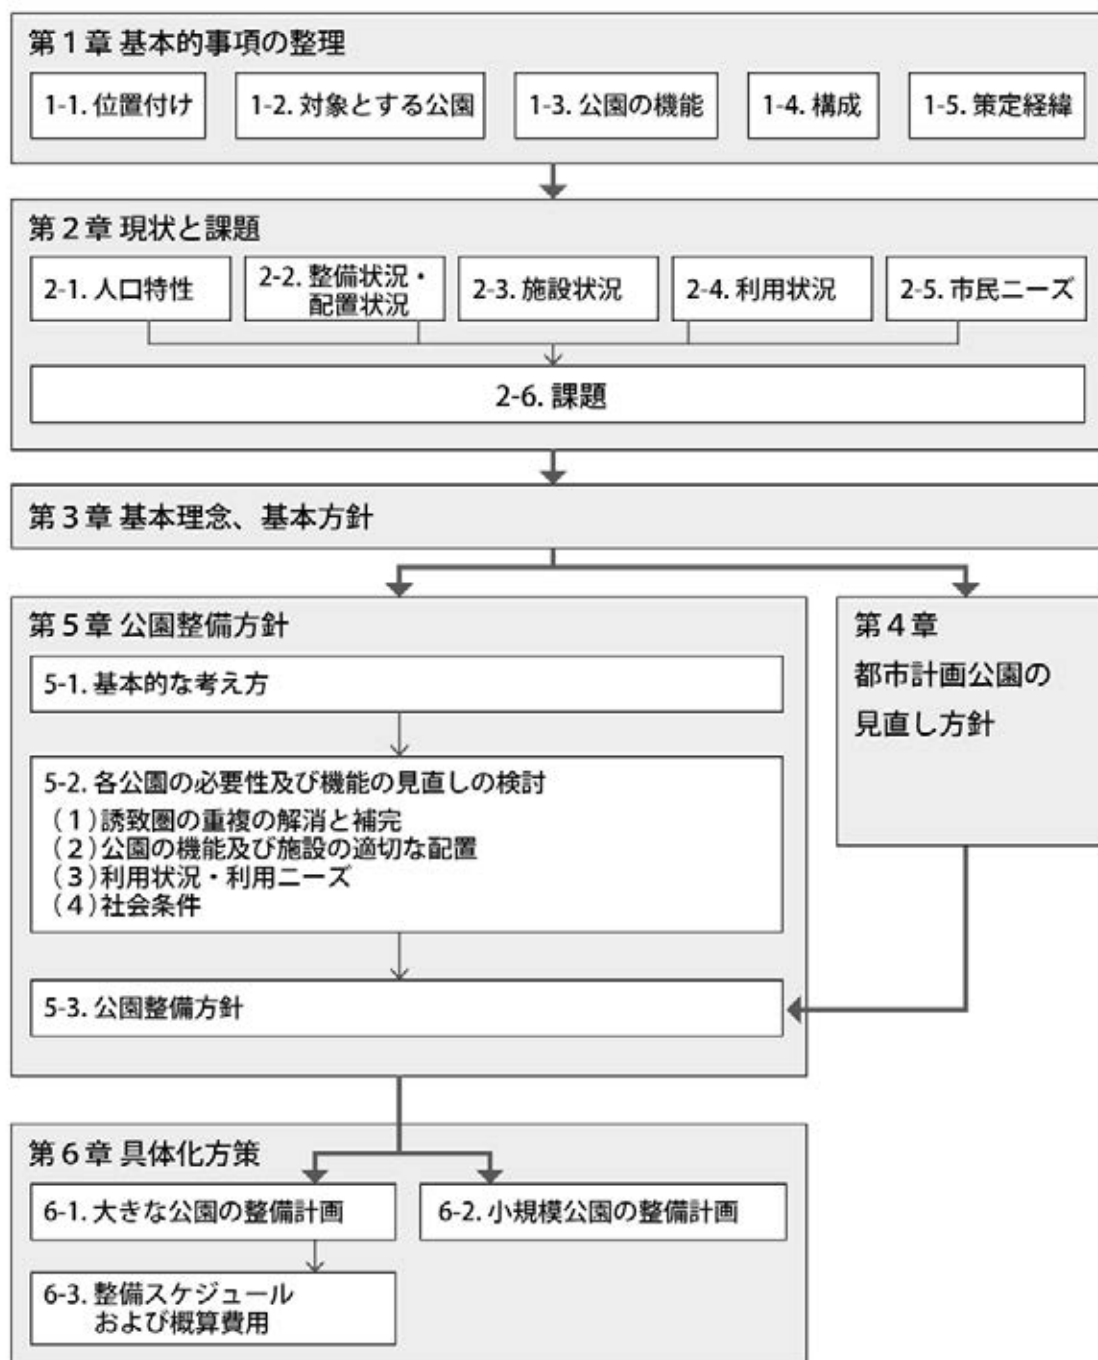 第1章 基本的事項の整理
1-1. 位置付け
1-2. 対象とする公園
1-3. 公園の機能
1-4. 構成
1-5. 策定経緯
第2章 現状と課題
2-1. 人口特性
2-2. 整備状況・
配置状況
2-3. 施設状況
2-4. 利用状況
2-5. 市民ニーズ
2-6. 課題
第3章 基本理念、基本方針
第5章 公園整備方針
5-1. 基本的な考え方
5-2. 各公園の必要性及び機能の見直しの検討
(1)誘致圏の重複の解消と補完
(2)公園の機能及び施設の適切な配置
(3)利用状況・利用ニーズ
(4)社会条件
5-3. 公園整備方針
第4章
都市計画公園の
見直し方針
第6章 具体化方策
6-1. 大きな公園の整備計画
6-2. 小規模公園の整備計画
6-3. 整備スケジュール
および概算費用